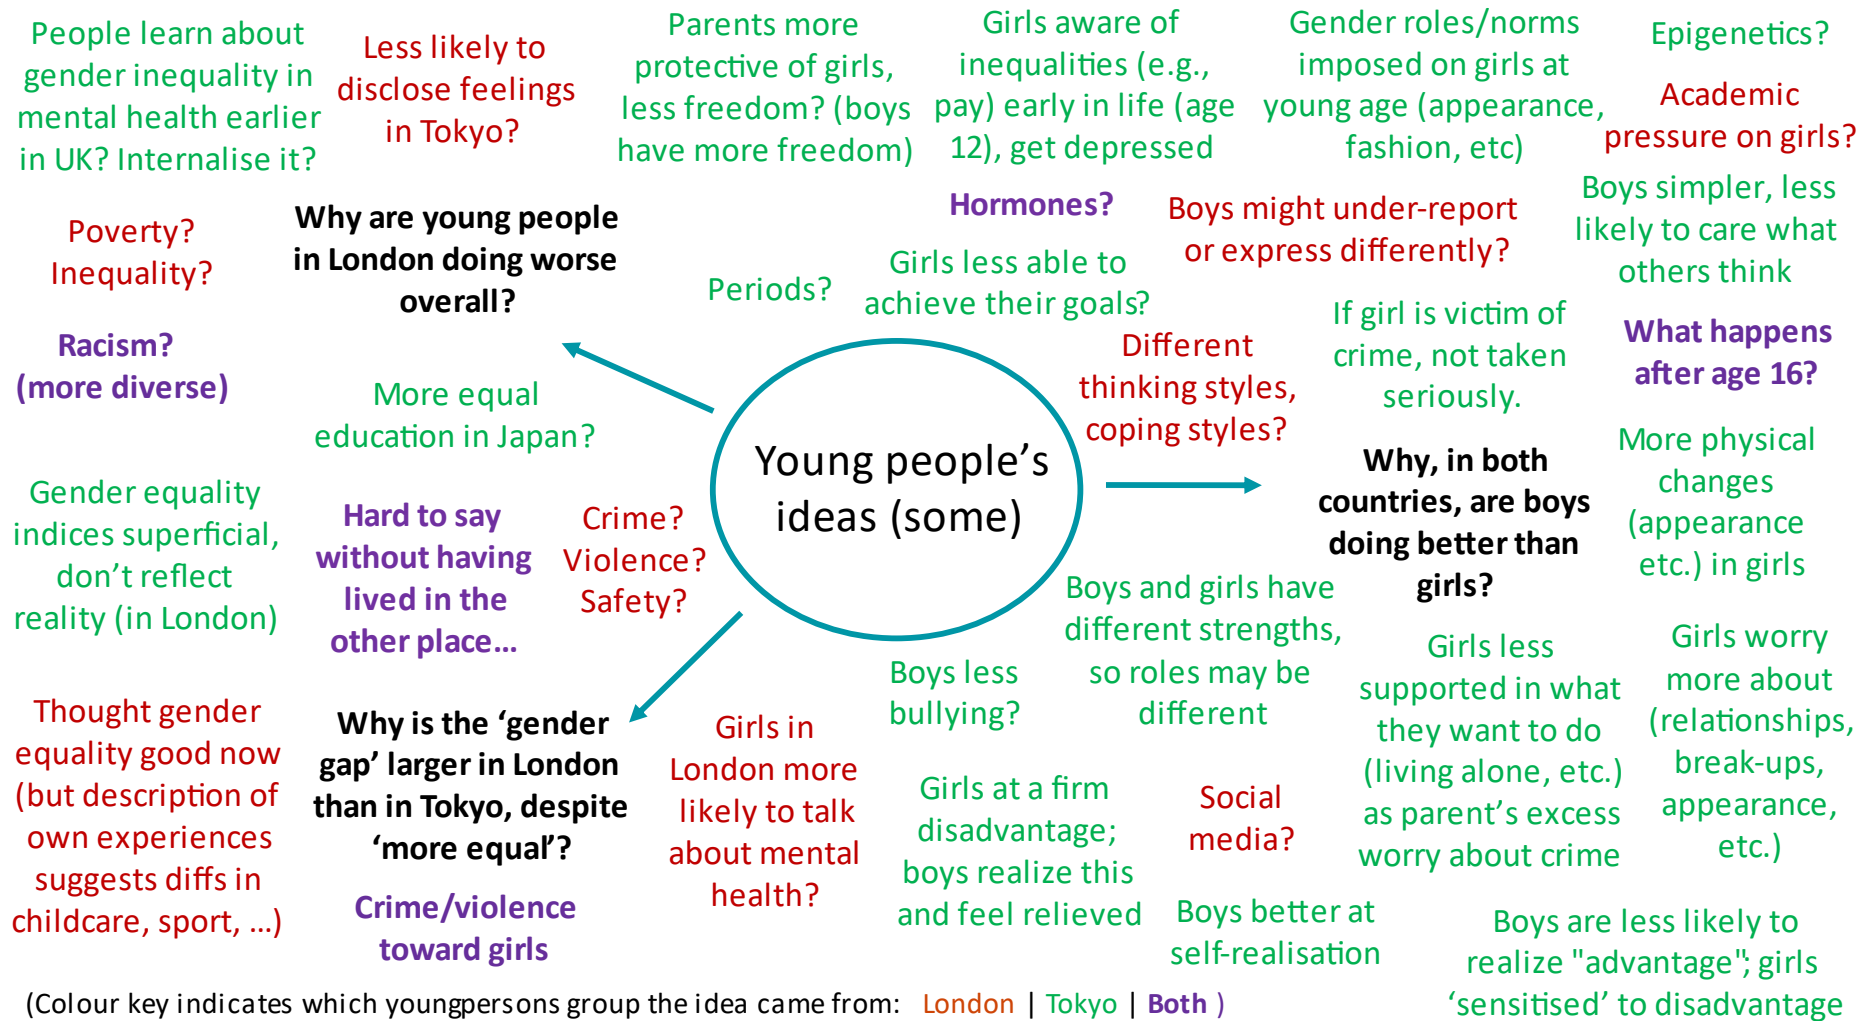 People learn about
gender inequality in
mental health earlier
in UK? Internalise it?
Less likely to
disclose feelings
in Tokyo?
Parents more
protective of girls,
less freedom? (boys
have more freedom)
Girls aware of
inequalities (e.g.,
pay) early in life (age
12), get depressed
Gender roles/norms
imposed on girls at
young age (appearance,
fashion, etc)
Epigenetics?
Academic
pressure on girls?
Poverty?
Inequality?
Why are young people
in London doing worse
overall?
Hormones?
Boys might under-report
or express differently?
Boys simpler, less
likely to care what
others think
Periods?
Girls less able to
achieve their goals?
Racism?
(more diverse)
More equal
education in Japan?
Different
thinking styles,
coping styles?
If girl is victim of
crime, not taken
seriously.
What happens
after age 16?
Young people's
ideas (some)
Why, in both
countries, are boys
doing better than
girls?
More physical
changes
(appearance
etc.) in girls
Gender equality
indices superficial,
don't reflect
reality (in London)
Hard to say
without having
lived in the
other place...
Crime?
Violence?
Safety?
Boys and girls have
different strengths,
so roles may be
different
Boys less
bullying?
Girls less
supported in what
they want to do
(living alone, etc.)
as parent's excess
worry about crime
Girls worry
more about
(relationships,
break-ups,
appearance,
etc.)
Thought gender
equality good now
(but description of
own experiences
suggests diffs in
childcare, sport, ...)
Why is the 'gender
gap' larger in London
than in Tokyo, despite
'more equal'?
Crime/violence
toward girls
Girls in
London more
likely to talk
about mental
health?
Girls at a firm
disadvantage;
boys realize this
and feel relieved
Social
media?
Boys better at
self-realisation
Boys are less likely to
realize "advantage"; girls
'sensitised' to disadvantage
(Colour key indicates which youngpersons group the idea came from: London | Tokyo | Both )